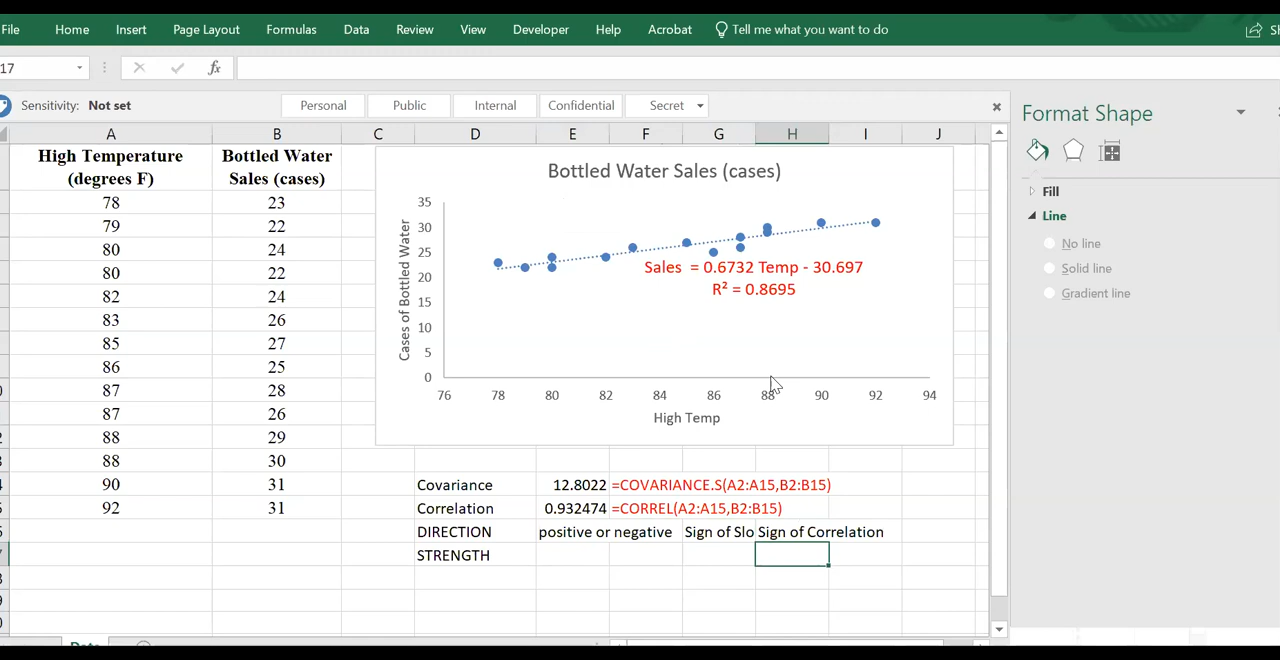 File Home Insert Page Layout Formulas Data Review View Developer Help Acrobat Tell me what you want to do
17 fx
Sensitivity: Not set Personal Public Internal Confidential Secret
Format Shape
Fill
Line
No line
Solid line
Gradient line
A B C D E F G H I J
High Temperature (degrees F) Bottled Water Sales (cases)
78 23
79 22
80 24
80 22
82 24
83 26
85 27
86 25
87 28
87 26
88 29
88 30
90 31
92 31
Bottled Water Sales (cases)
Cases of Bottled Water
35
30
25
20
15
10
5
0
Sales = 0.6732 Temp - 30.697
R² = 0.8695
76 78 80 82 84 86 88 90 92 94
High Temp
Covariance 12.8022 =COVARIANCE.S(A2:A15,B2:B15)
Correlation 0.932474 =CORREL(A2:A15,B2:B15)
DIRECTION positive or negative Sign of Slo Sign of Correlation
STRENGTH